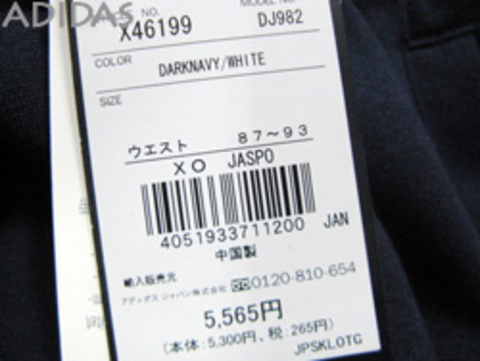 ADIDAS
NO.
X46199 DJ982
COLOR
DARKNAVY/WHITE
SIZE
ウエスト 87~93
XO JASPO
4051933711200 JAN
中国製
輸入販売元
アディダス ジャパン株式会社 0120-810-654
5,565円
(本体:5,300円、税:265円)
JPSKLOTG